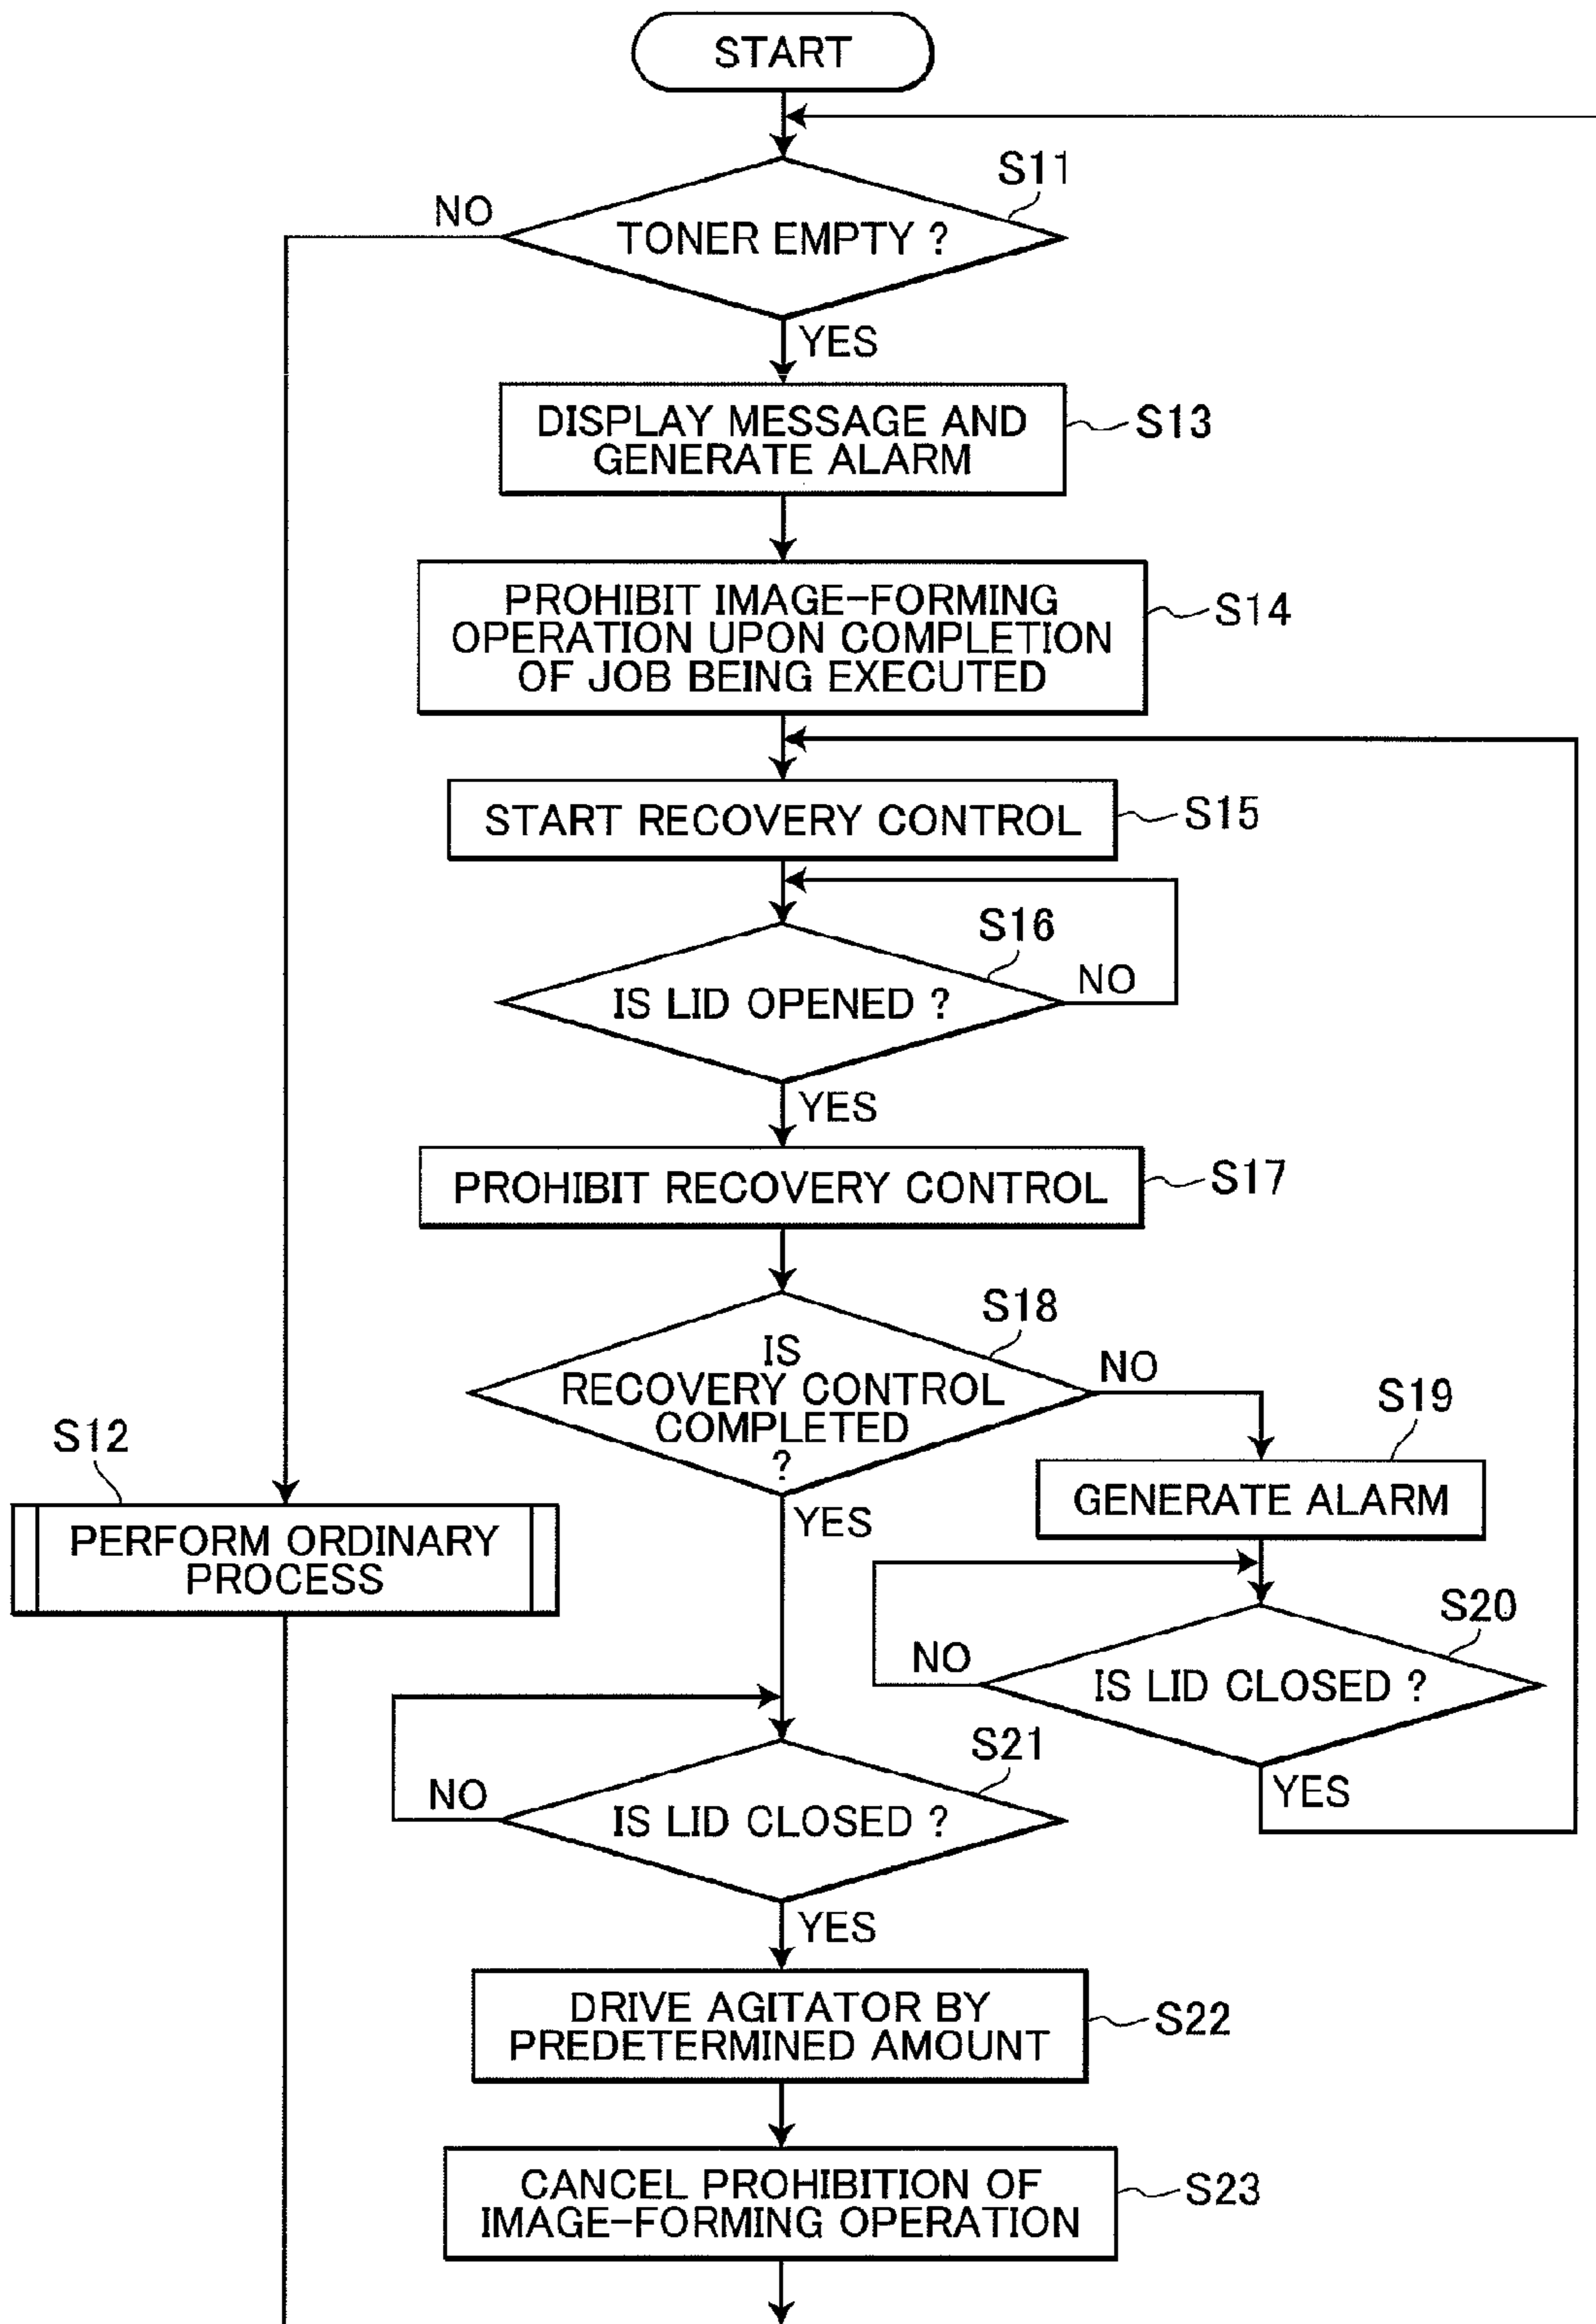 START
S11
NO
TONER EMPTY ?
YES
DISPLAY MESSAGE AND
GENERATE ALARM
S13
PROHIBIT IMAGE-FORMING
OPERATION UPON COMPLETION
OF JOB BEING EXECUTED
S14
START RECOVERY CONTROL
S15
S16
IS LID OPENED ?
NO
YES
PROHIBIT RECOVERY CONTROL
S17
S18
IS
RECOVERY CONTROL
COMPLETED
?
NO
S19
S12
GENERATE ALARM
YES
PERFORM ORDINARY
PROCESS
S20
NO
IS LID CLOSED ?
S21
YES
NO
IS LID CLOSED ?
YES
DRIVE AGITATOR BY
PREDETERMINED AMOUNT
S22
CANCEL PROHIBITION OF
IMAGE-FORMING OPERATION
S23